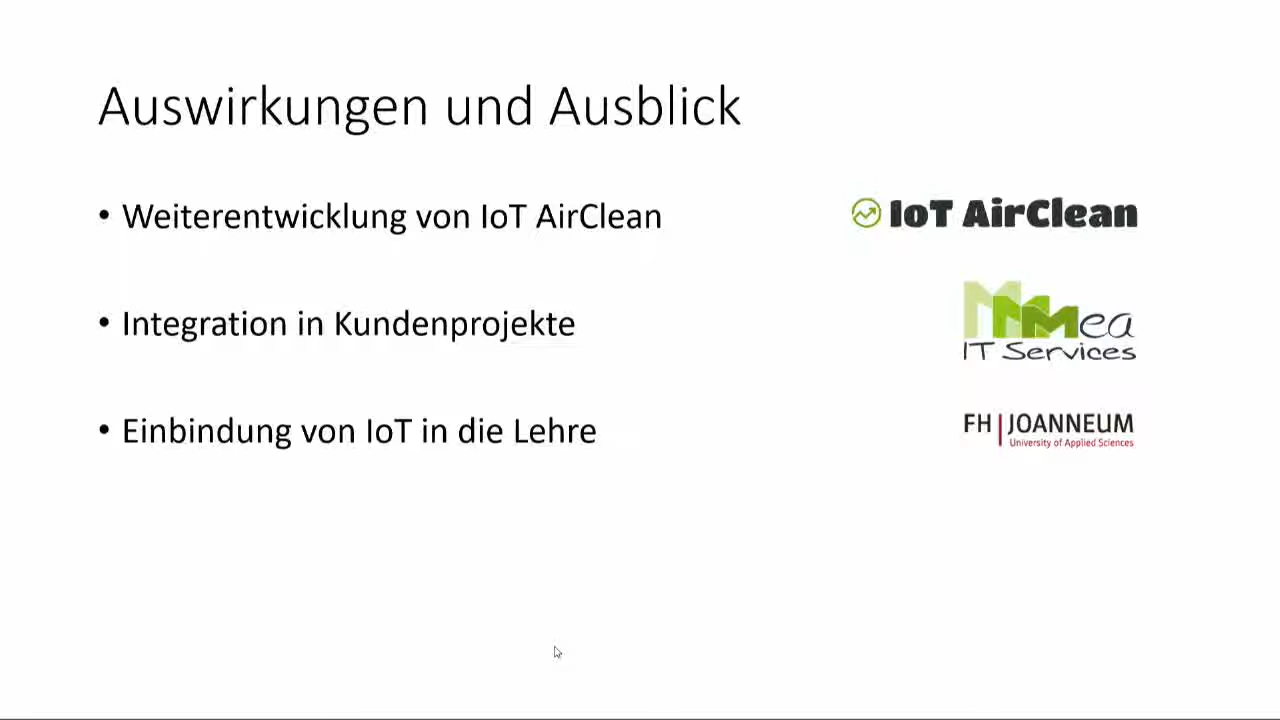 Auswirkungen und Ausblick
• Weiterentwicklung von IoT AirClean
IoT AirClean
• Integration in Kundenprojekte
MMMea
IT Services
• Einbindung von IoT in die Lehre
FH | JOANNEUM
University of Applied Sciences